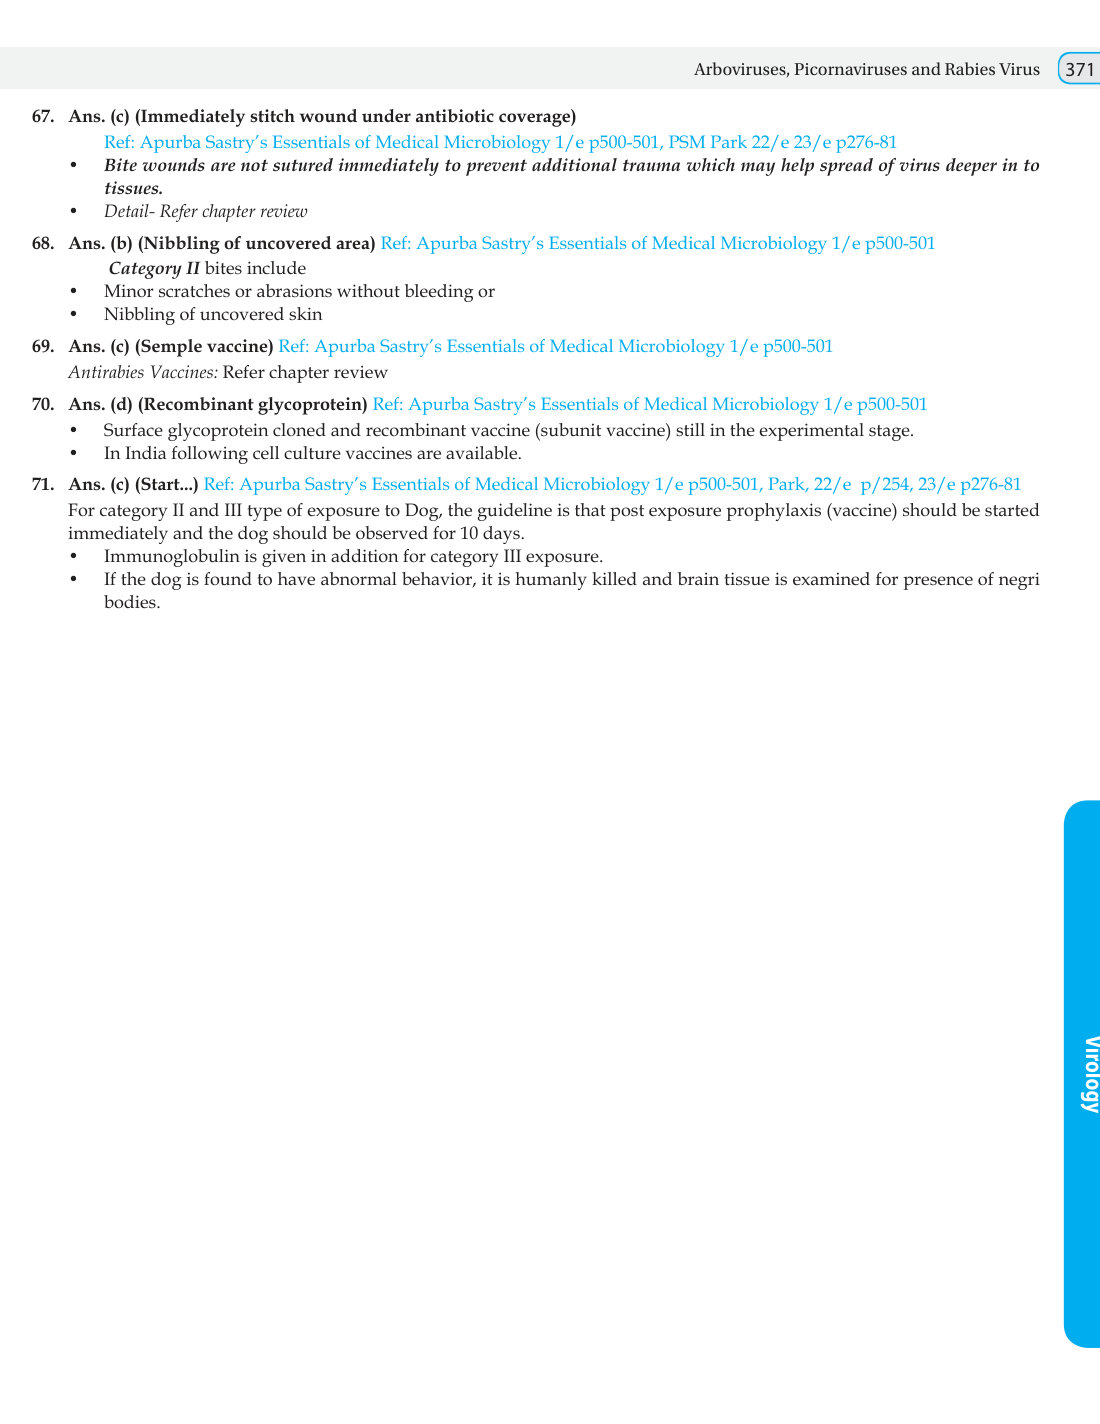 Arboviruses, Picornaviruses and Rabies Virus 371
67. Ans. (c) (Immediately stitch wound under antibiotic coverage)
Ref: Apurba Sastry's Essentials of Medical Microbiology 1/e p500-501, PSM Park 22/e 23/e p276-81
• Bite wounds are not sutured immediately to prevent additional trauma which may help spread of virus deeper in to
tissues.
• Detail- Refer chapter review
68. Ans. (b) (Nibbling of uncovered area) Ref: Apurba Sastry's Essentials of Medical Microbiology 1/e p500-501
Category II bites include
• Minor scratches or abrasions without bleeding or
• Nibbling of uncovered skin
69. Ans. (c) (Semple vaccine) Ref: Apurba Sastry's Essentials of Medical Microbiology 1/e p500-501
Antirabies Vaccines: Refer chapter review
70. Ans. (d) (Recombinant glycoprotein) Ref: Apurba Sastry's Essentials of Medical Microbiology 1/e p500-501
• Surface glycoprotein cloned and recombinant vaccine (subunit vaccine) still in the experimental stage.
• In India following cell culture vaccines are available.
71. Ans. (c) (Start...) Ref: Apurba Sastry's Essentials of Medical Microbiology 1/e p500-501, Park, 22/e p/254, 23/e p276-81
For category II and III type of exposure to Dog, the guideline is that post exposure prophylaxis (vaccine) should be started
immediately and the dog should be observed for 10 days.
• Immunoglobulin is given in addition for category III exposure.
• If the dog is found to have abnormal behavior, it is humanly killed and brain tissue is examined for presence of negri
bodies.
Virology